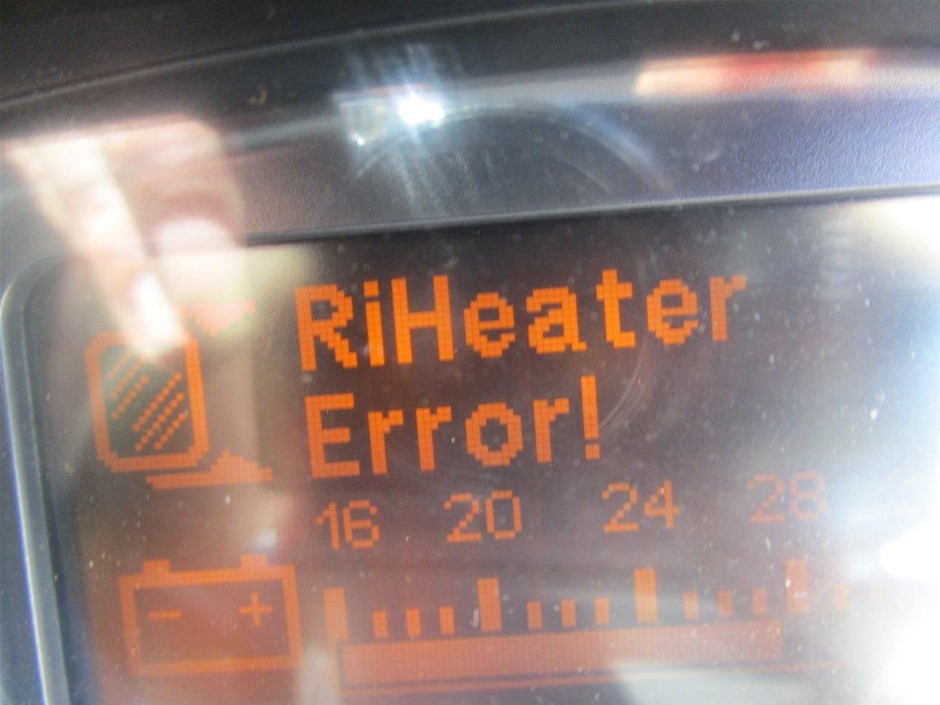 RiHeater
Error!
16 20 24 28
- +